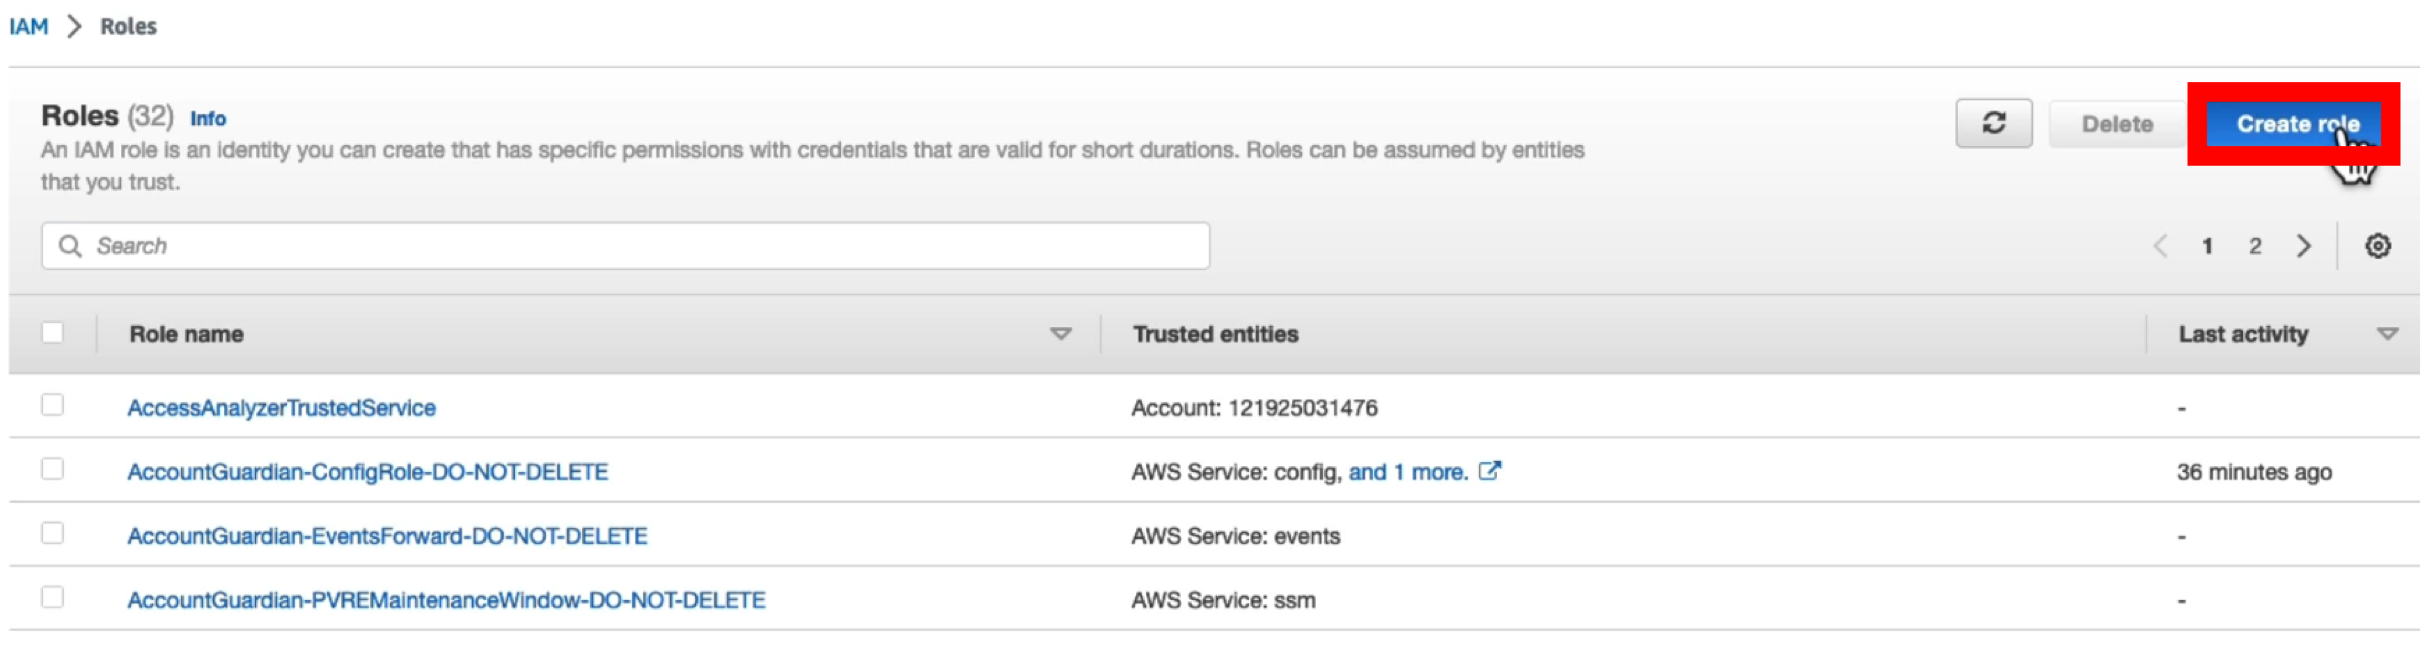 IAM > Roles
Roles (32) Info
Delete
Create role
An IAM role is an identity you can create that has specific permissions with credentials that are valid for short durations. Roles can be assumed by entities
that you trust.
Search
1 2
Role name Trusted entities Last activity
AccessAnalyzerTrustedService Account: 121925031476 -
AccountGuardian-ConfigRole-DO-NOT-DELETE AWS Service: config, and 1 more. 36 minutes ago
AccountGuardian-EventsForward-DO-NOT-DELETE AWS Service: events -
AccountGuardian-PVREMaintenanceWindow-DO-NOT-DELETE AWS Service: ssm -